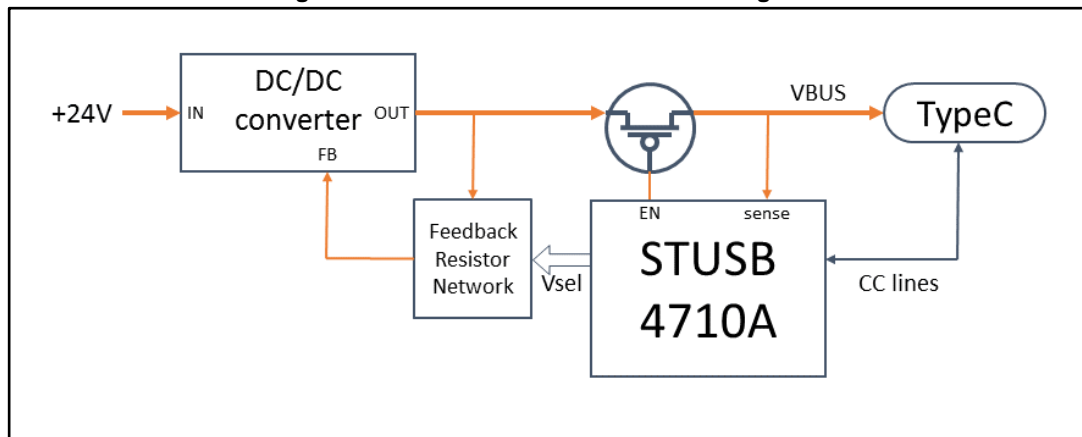 DC/DC
converter
+24V
IN
OUT
FB
VBUS
TypeC
EN
sense
Feedback
Resistor
Network
Vsel
STUSB
4710A
CC lines